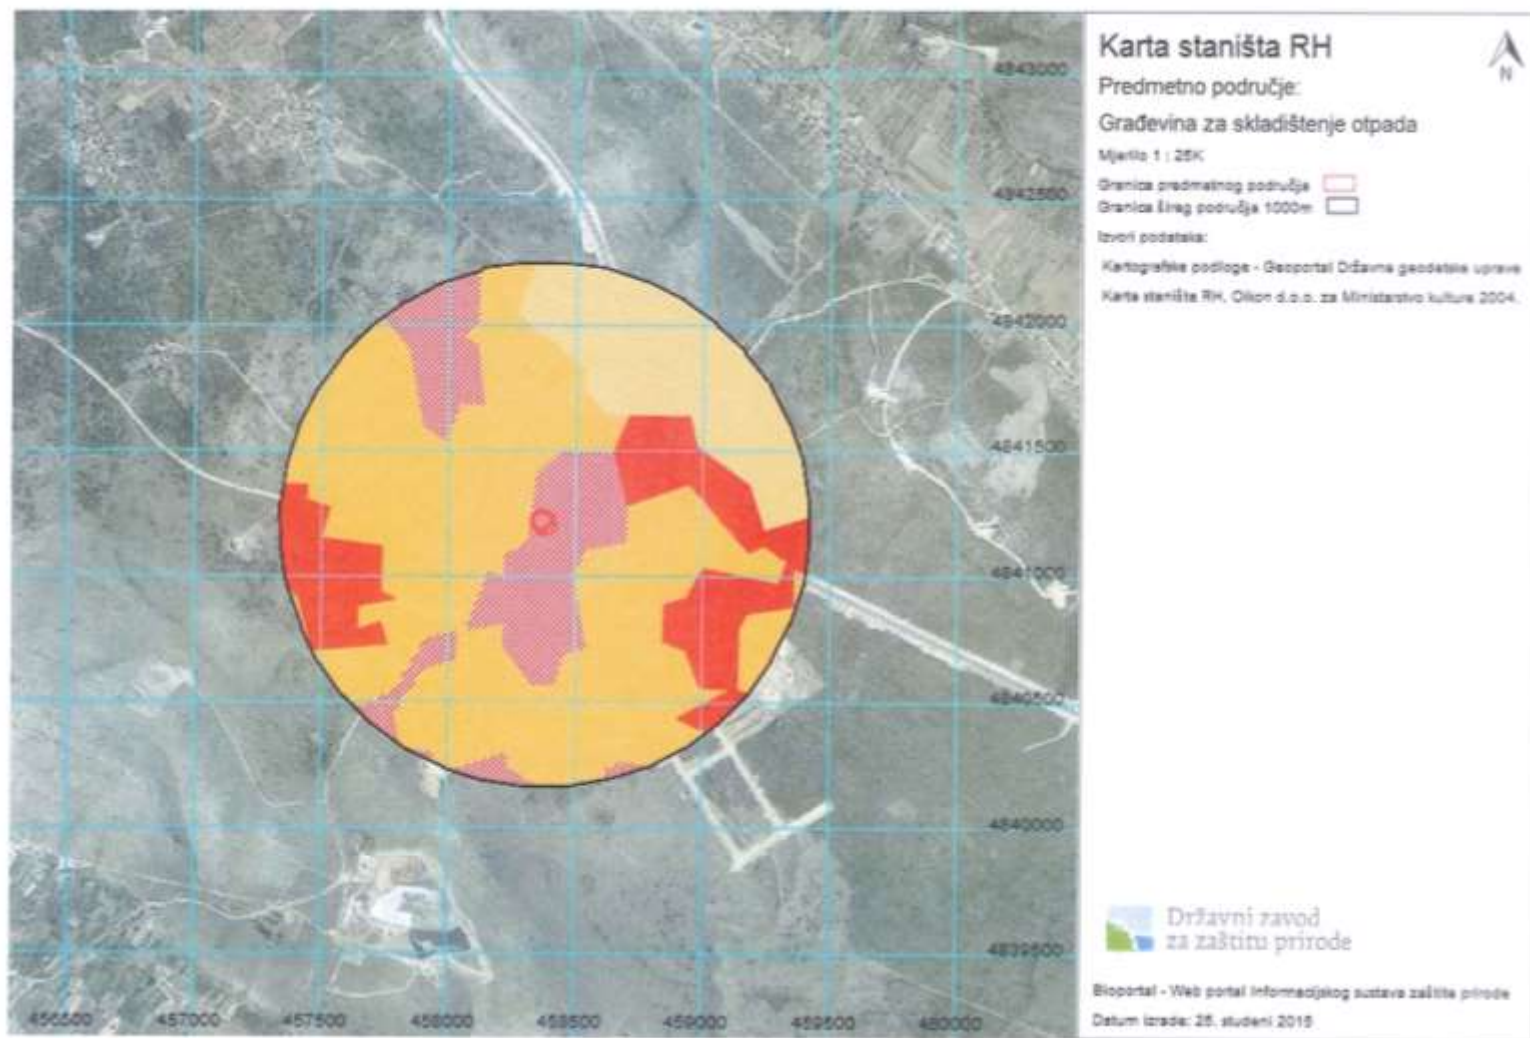 Karta staništa RH
N
Predmetno područje:
Građevina za skladištenje otpada
Mjerilo 1 : 25K
Granica predmetnog područja
Granica šireg područja 1000m
Izvori podataka:
Kartografske podloge - Geoportal Državne geodetske uprave
Karta staništa RH, Oikon d.o.o. za Ministarstvo kulture 2004.
4843000
4842500
4842000
4841500
4841000
4840500
4840000
4839500
456500 457000 457500 458000 458500 459000 459500 460000
Državni zavod
za zaštitu prirode
Bioportal - Web portal Informacijskog sustava zaštite prirode
Datum izrade: 25. studeni 2015